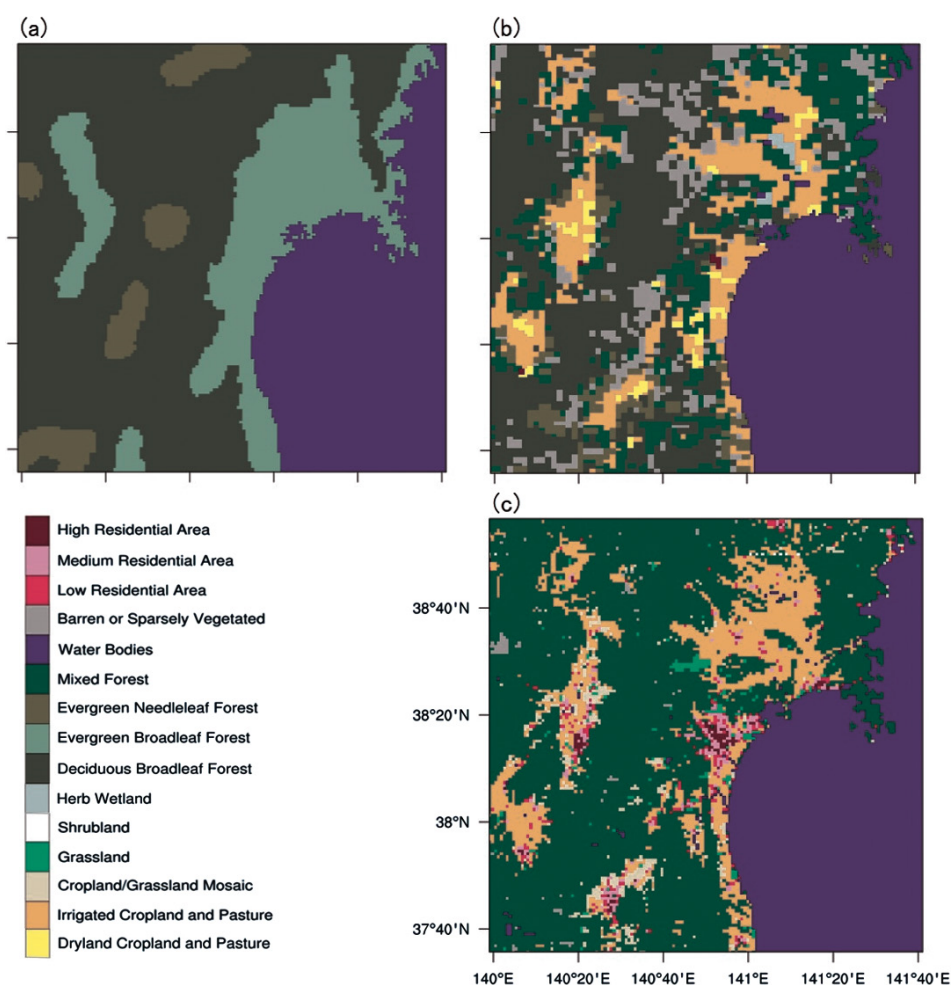 (a)
(b)
High Residential Area
Medium Residential Area
Low Residential Area
Barren or Sparsely Vegetated
Water Bodies
Mixed Forest
Evergreen Needleleaf Forest
Evergreen Broadleaf Forest
Deciduous Broadleaf Forest
Herb Wetland
Shrubland
Grassland
Cropland/Grassland Mosaic
Irrigated Cropland and Pasture
Dryland Cropland and Pasture
(c)
38°40'N
38°20'N
38°N
37°40'N
140°E 140°20'E 140°40'E 141°E 141°20'E 141°40'E